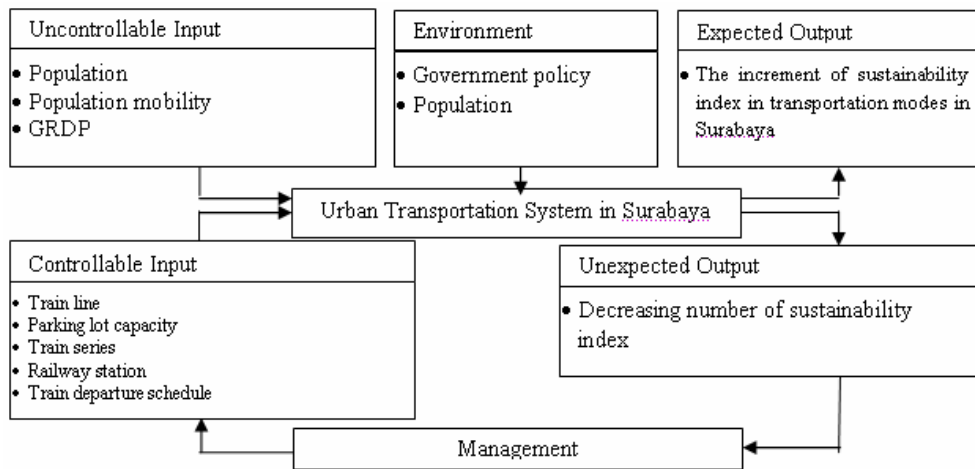 Uncontrollable Input
• Population
• Population mobility
• GRDP
Environment
• Government policy
• Population
Expected Output
• The increment of sustainability
index in transportation modes in
Surabaya
Urban Transportation System in Surabaya
Controllable Input
• Train line
• Parking lot capacity
• Train series
• Railway station
• Train departure schedule
Unexpected Output
• Decreasing number of sustainability
index
Management